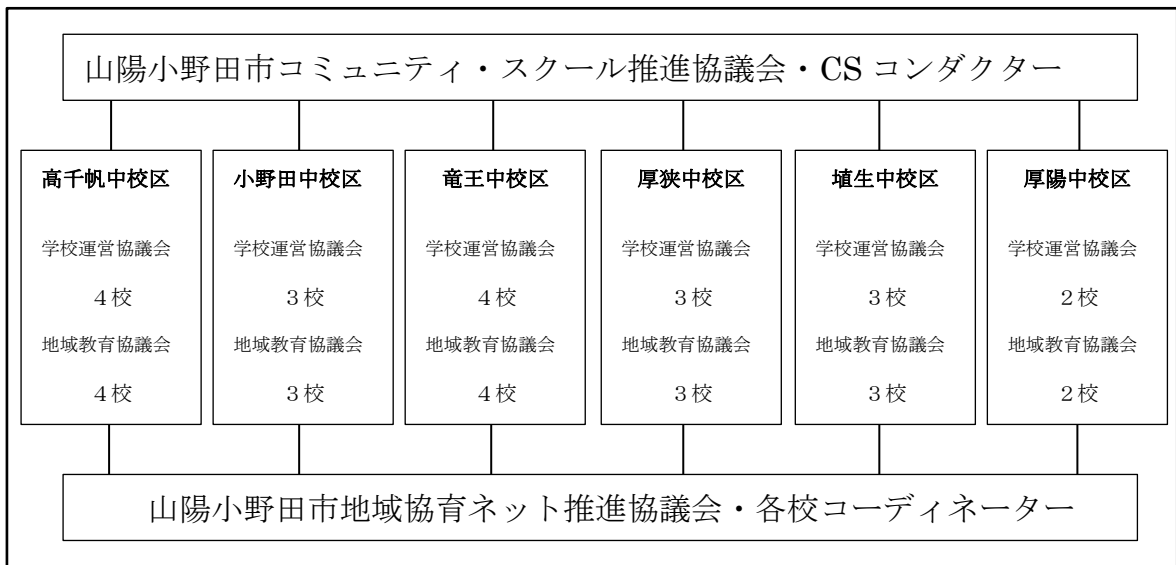 山陽小野田市コミュニティ・スクール推進協議会・CSコンダクター
高千帆中校区
学校運営協議会
４校
地域教育協議会
４校
小野田中校区
学校運営協議会
３校
地域教育協議会
３校
竜王中校区
学校運営協議会
４校
地域教育協議会
４校
厚狭中校区
学校運営協議会
３校
地域教育協議会
３校
埴生中校区
学校運営協議会
３校
地域教育協議会
３校
厚陽中校区
学校運営協議会
２校
地域教育協議会
２校
山陽小野田市地域協育ネット推進協議会・各校コーディネーター